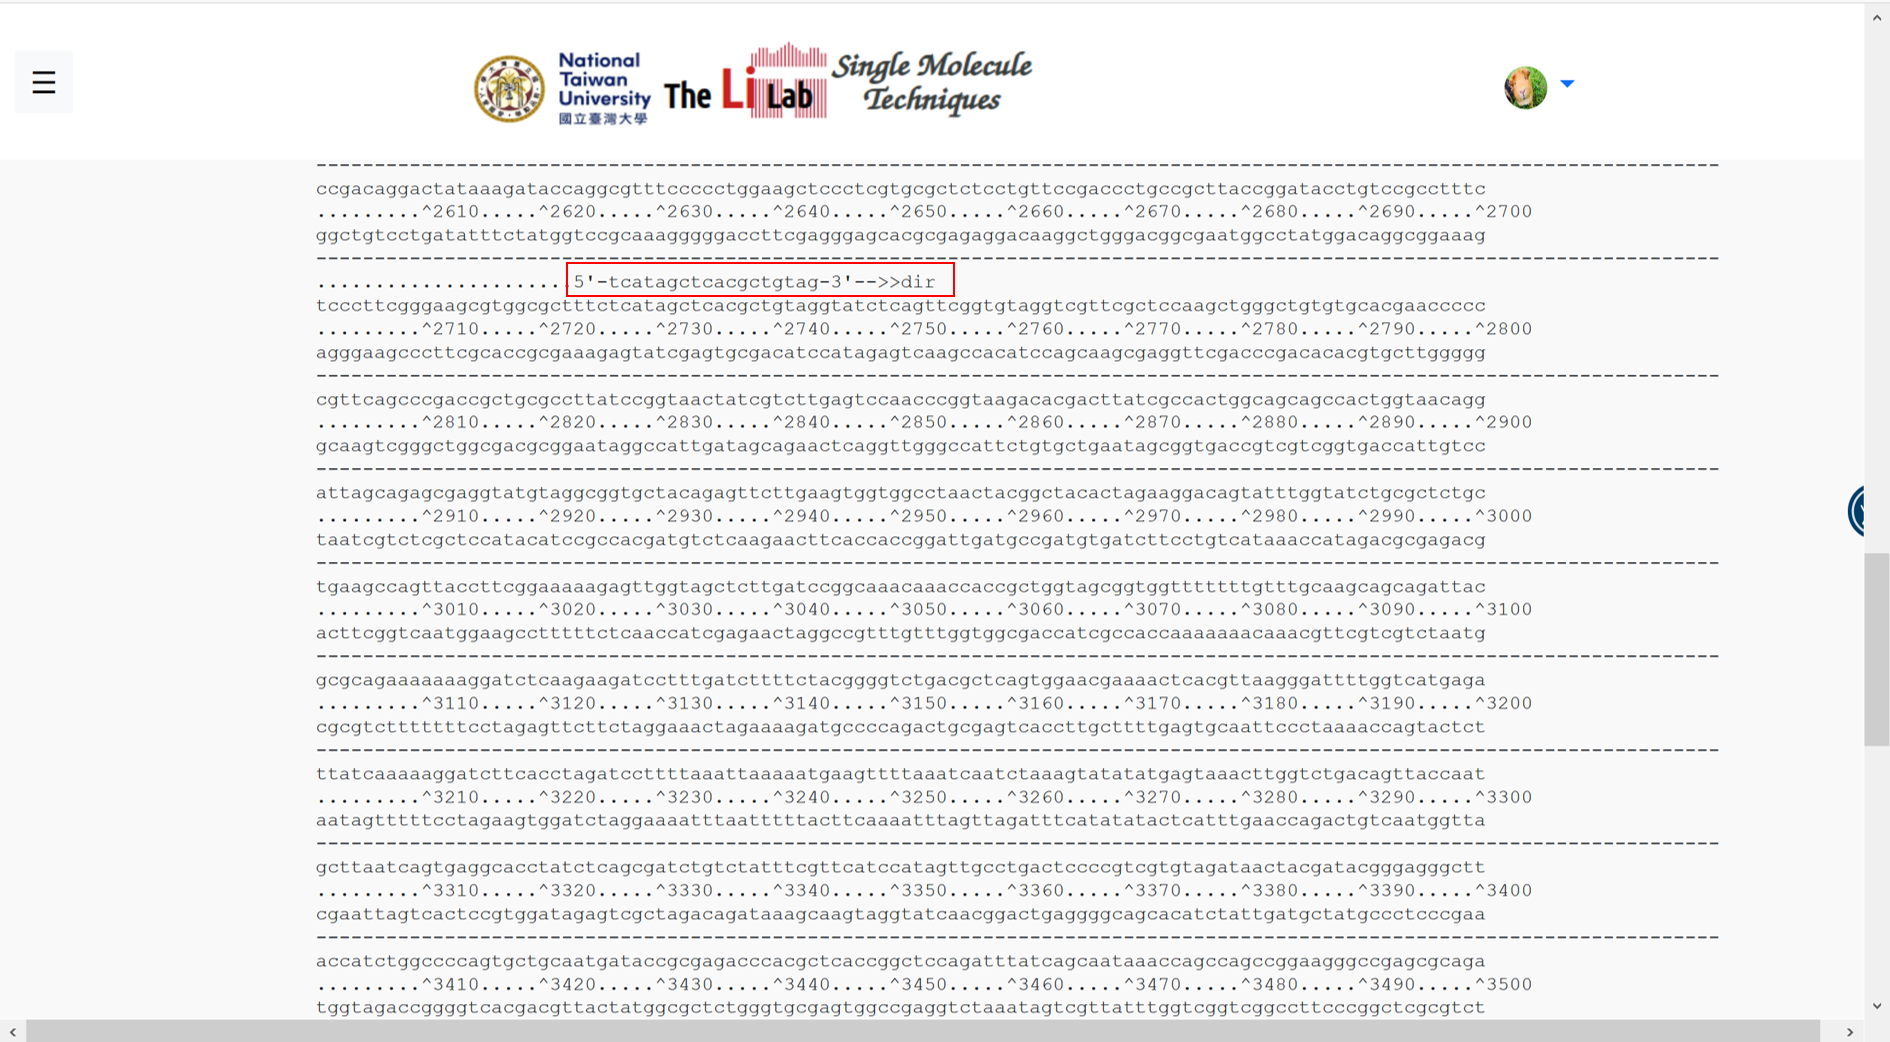 ☰
National
Taiwan
University
國立臺灣大學
The Li Lab
Single Molecule
Techniques
------------------------------------------------------------------------------------------------------------------------
ccgacaggactataaagataccaggcgtttccccctggaagctccctcgtgcgctctcctgttccgaccctgccgcttaccggatacctgtccgcctttc
.........^2610.....^2620.....^2630.....^2640.....^2650.....^2660.....^2670.....^2680.....^2690.....^2700
ggctgtcctgatatttctatggtccgcaaagggggaccttcgagggagcacgcgagaggacaaggctgggacggcgaatggcctatggacaggcggaaag
------------------------------------------------------------------------------------------------------------------------
......................5'-tcatagctcacgctgtag-3'-->>dir
tcccttcgggaagcgtggcgctttctcatagctcacgctgtaggtatctcagttcggtgtaggtcgttcgctccaagctgggctgtgtgcacgaaccccc
.........^2710.....^2720.....^2730.....^2740.....^2750.....^2760.....^2770.....^2780.....^2790.....^2800
agggaagcccttcgcaccgcgaaagagtatcgagtgcgacatccatagagtcaagccacatccagcaagcgaggttcgacccgacacacgtgcttggggg
------------------------------------------------------------------------------------------------------------------------
cgttcagcccgaccgctgcgccttatccggtaactatcgtcttgagtccaacccggtaagacacgacttatcgccactggcagcagccactggtaacagg
.........^2810.....^2820.....^2830.....^2840.....^2850.....^2860.....^2870.....^2880.....^2890.....^2900
gcaagtcgggctggcgacgcggaataggccattgatagcagaactcaggttgggccattctgtgctgaatagcggtgaccgtcgtcggtgaccattgtcc
------------------------------------------------------------------------------------------------------------------------
attagcagagcgaggtatgtaggcggtgctacagagttcttgaagtggtggcctaactacggctacactagaaggacagtatttggtatctgcgctctgc
.........^2910.....^2920.....^2930.....^2940.....^2950.....^2960.....^2970.....^2980.....^2990.....^3000
taatcgtctcgctccatacatccgccacgatgtctcaagaacttcaccaccggattgatgccgatgtgatcttcctgtcataaaccatagacgcgagacg
------------------------------------------------------------------------------------------------------------------------
tgaagccagttaccttcggaaaaagagttggtagctcttgatccggcaaacaaaccaccgctggtagcggtggtttttttgtttgcaagcagcagattac
.........^3010.....^3020.....^3030.....^3040.....^3050.....^3060.....^3070.....^3080.....^3090.....^3100
acttcggtcaatggaagcctttttctcaaccatcgagaactaggccgtttgtttggtggcgaccatcgccaccaaaaaaacaaacgttcgtcgtctaatg
------------------------------------------------------------------------------------------------------------------------
gcgcagaaaaaaaggatctcaagaagatcctttgatcttttctacggggtctgacgctcagtggaacgaaaactcacgttaagggattttggtcatgaga
.........^3110.....^3120.....^3130.....^3140.....^3150.....^3160.....^3170.....^3180.....^3190.....^3200
cgcgtctttttttcctagagttcttctaggaaactagaaaagatgccccagactgcgagtcaccttgcttttgagtgcaattccctaaaaccagtactct
------------------------------------------------------------------------------------------------------------------------
ttatcaaaaaggatcttcacctagatccttttaaattaaaaatgaagttttaaatcaatctaaagtatatatgagtaaacttggtctgacagttaccaat
.........^3210.....^3220.....^3230.....^3240.....^3250.....^3260.....^3270.....^3280.....^3290.....^3300
aatagtttttcctagaagtggatctaggaaaatttaatttttacttcaaaatttagttagatttcatatatactcatttgaaccagactgtcaatggtta
------------------------------------------------------------------------------------------------------------------------
gcttaatcagtgaggcacctatctcagcgatctgtctatttcgttcatccatagttgcctgactccccgtcgtgtagataactacgatacgggagggctt
.........^3310.....^3320.....^3330.....^3340.....^3350.....^3360.....^3370.....^3380.....^3390.....^3400
cgaattagtcactccgtggatagagtcgctagacagataaagcaagtaggtatcaacggactgaggggcagcacatctattgatgctatgccctcccgaa
------------------------------------------------------------------------------------------------------------------------
accatctggccccagtgctgcaatgataccgcgagacccacgctcaccggctccagatttatcagcaataaaccagccagccggaagggccgagcgcaga
.........^3410.....^3420.....^3430.....^3440.....^3450.....^3460.....^3470.....^3480.....^3490.....^3500
tggtagaccggggtcacgacgttactatggcgctctgggtgcgagtggccgaggtctaaatagtcgttatttggtcggtcggccttcccggctcgcgtct